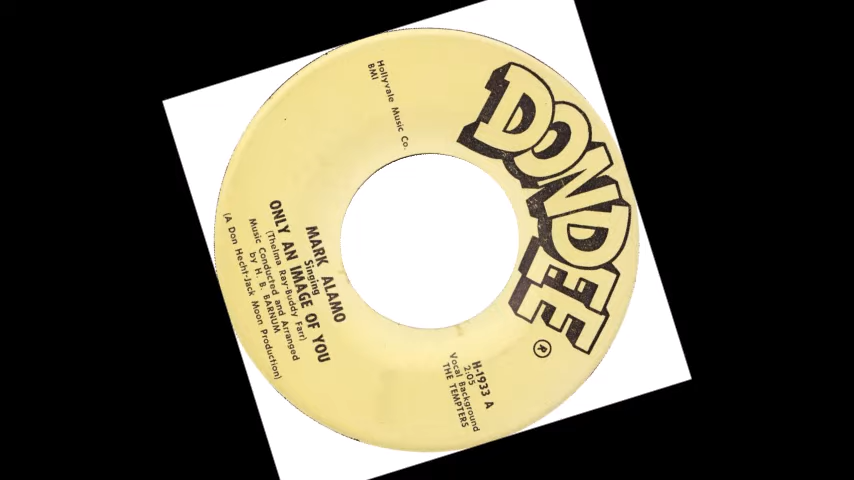 DONDEE
®
Hollyvale Music Co.
BMI
H-1933 A
2:05
Vocal Background
THE TEMPTERS
MARK ALAMO
Singing
ONLY AN IMAGE OF YOU
(Thelma Ray-Buddy Farr)
Music Conducted and Arranged
by H. B. BARNUM
(A Don Hecht-Jack Moon Production)